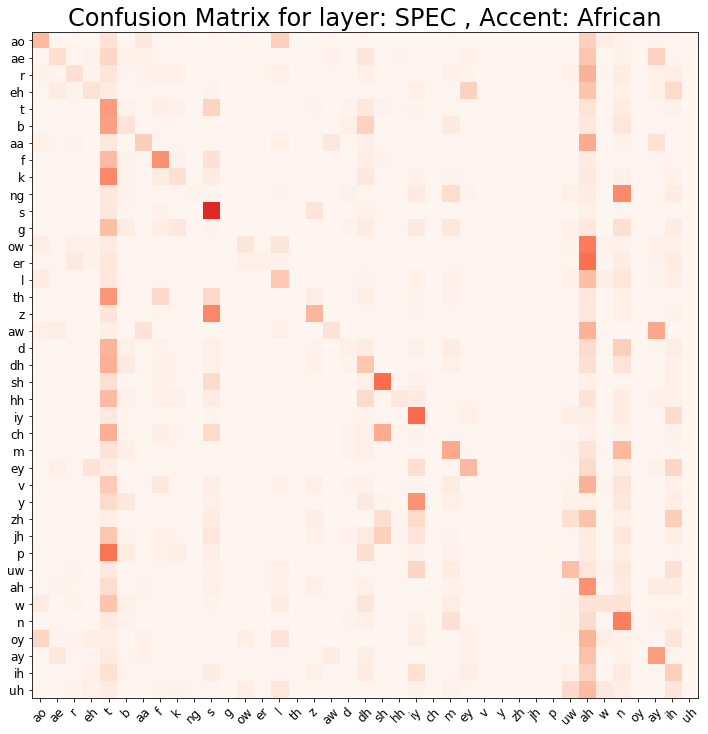 Confusion Matrix for layer: SPEC , Accent: African
ao
ae
r
eh
t
b
aa
f
k
ng
s
g
ow
er
l
th
z
aw
d
dh
sh
hh
iy
ch
m
ey
v
y
zh
jh
p
uw
ah
w
n
oy
ay
ih
uh
ao ae r eh t b aa f k ng s g ow er l th z aw d dh sh hh iy ch m ey v y zh jh p uw ah w n oy ay ih uh